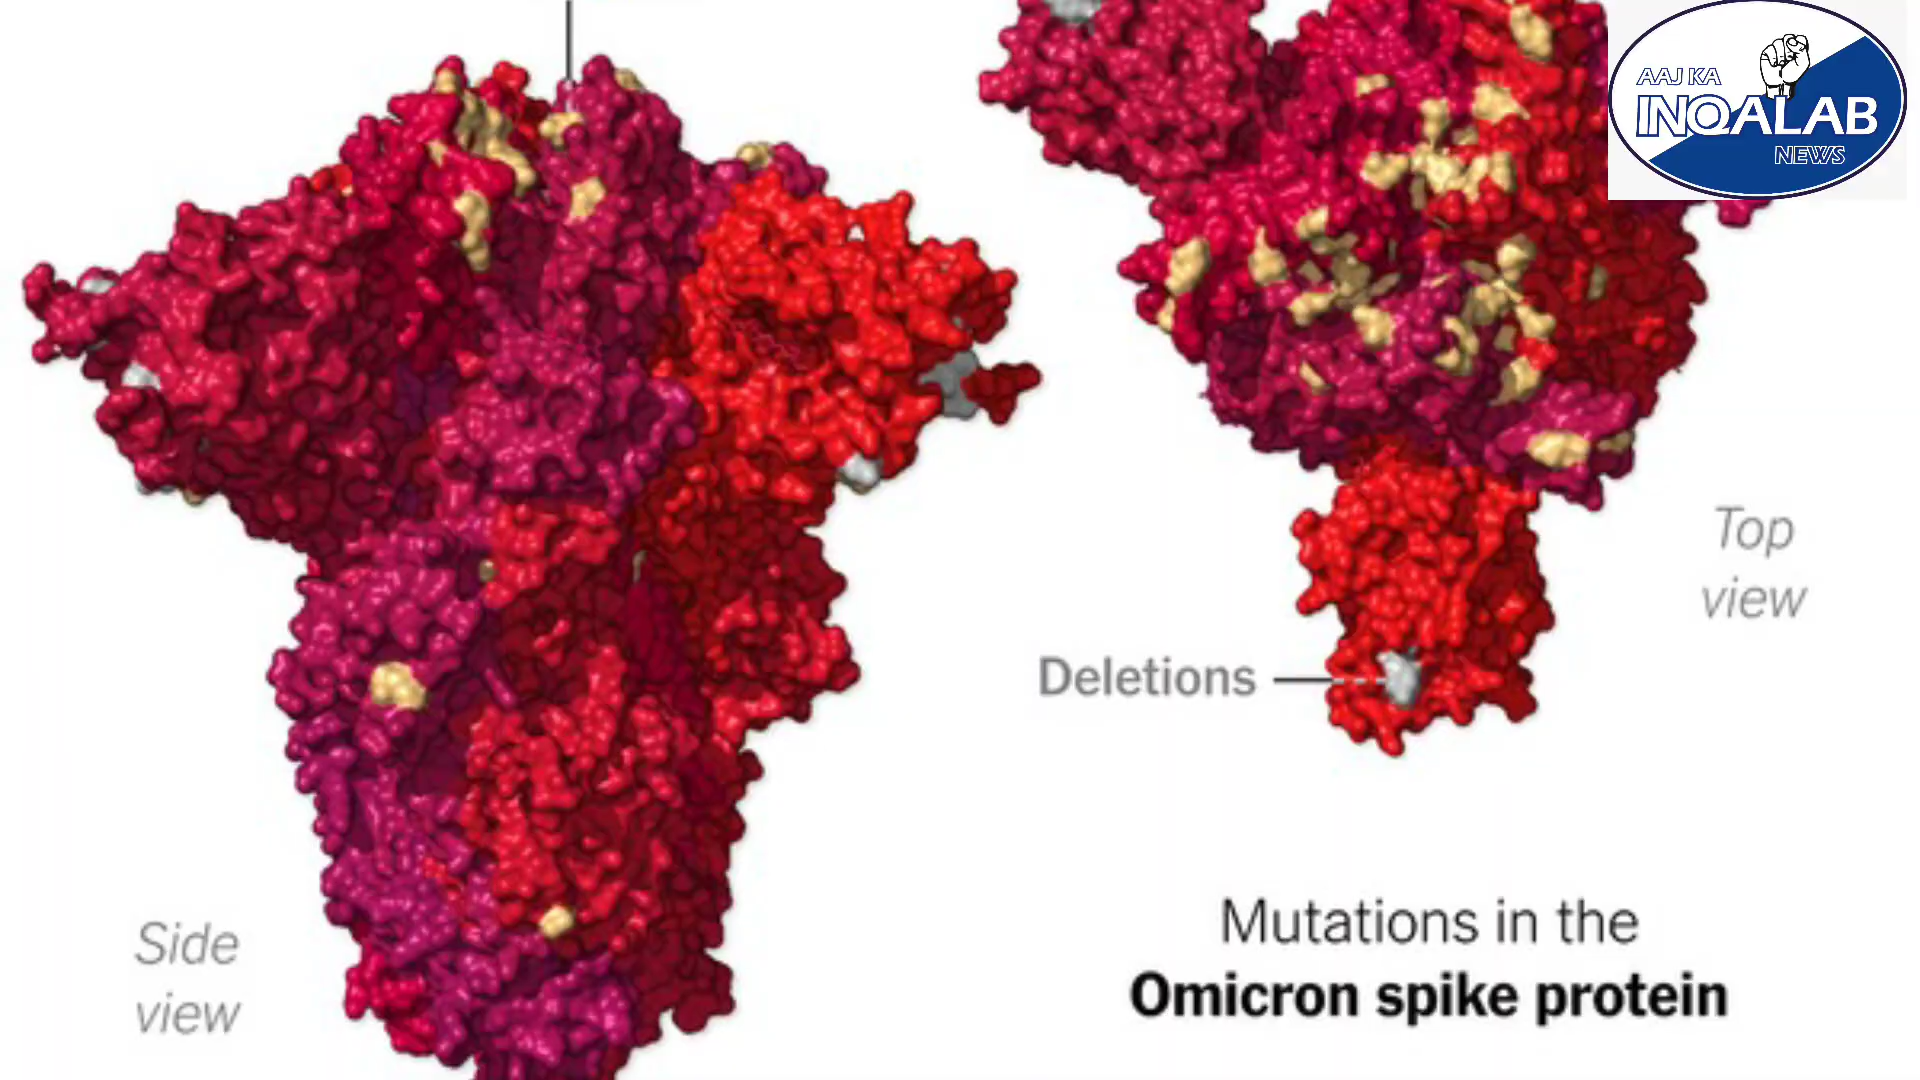 AAJ KA
INQALAB
NEWS
Top
view
Deletions
Side
view
Mutations in the
Omicron spike protein